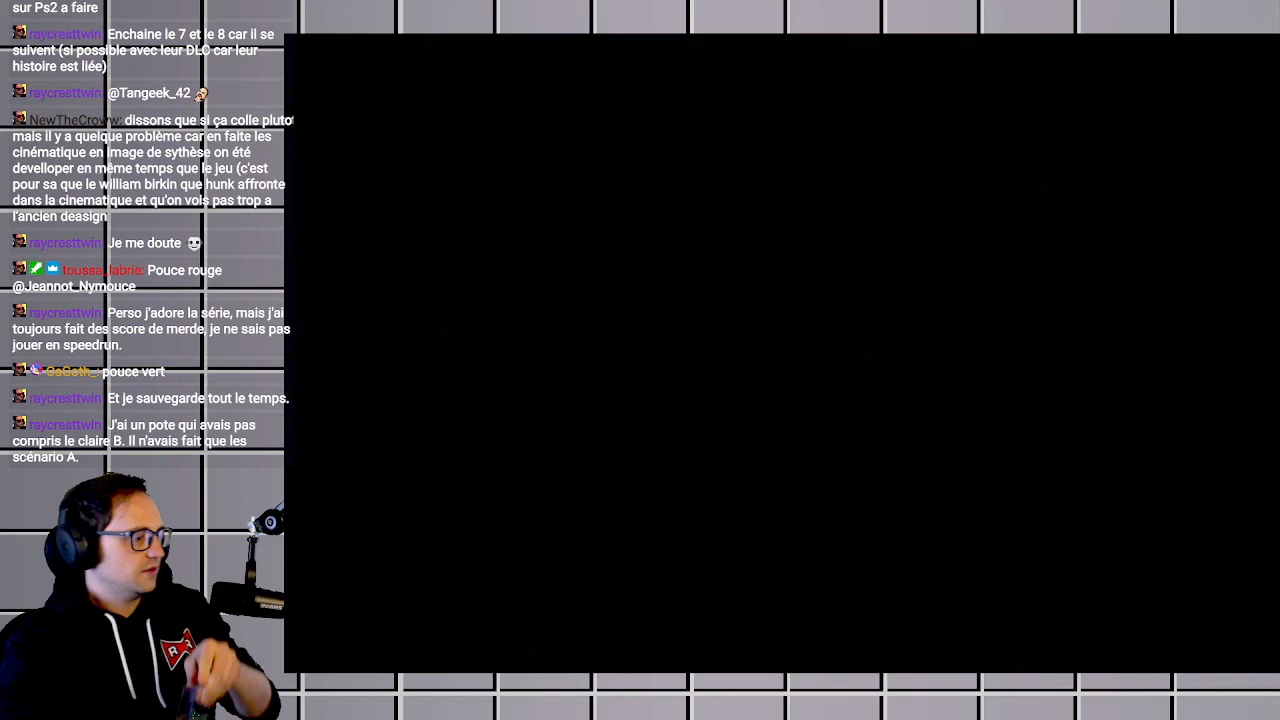 sur Ps2 a faire
raycresttwin: Enchaine le 7 et le 8 car il se
suivent (si possible avec leur DLC car leur
histoire est liée)
raycresttwin: @Tangeek_42
NewTheCroww: dissons que si ça colle plutot
mais il y a quelque problème car en faite les
cinématique en image de sythèse on été
develloper en même temps que le jeu (c'est
pour sa que le william birkin que hunk affronte
dans la cinematique et qu'on vois pas trop a
l'ancien deasign
raycresttwin: Je me doute
toussa_labrie: Pouce rouge
@Jeannot_Nymouce
raycresttwin: Perso j'adore la série, mais j'ai
toujours fait des score de merde, je ne sais pas
jouer en speedrun.
OsGoth_: pouce vert
raycresttwin: Et je sauvegarde tout le temps.
raycresttwin: J'ai un pote qui avais pas
compris le claire B. Il n'avais fait que les
scénario A.
R R